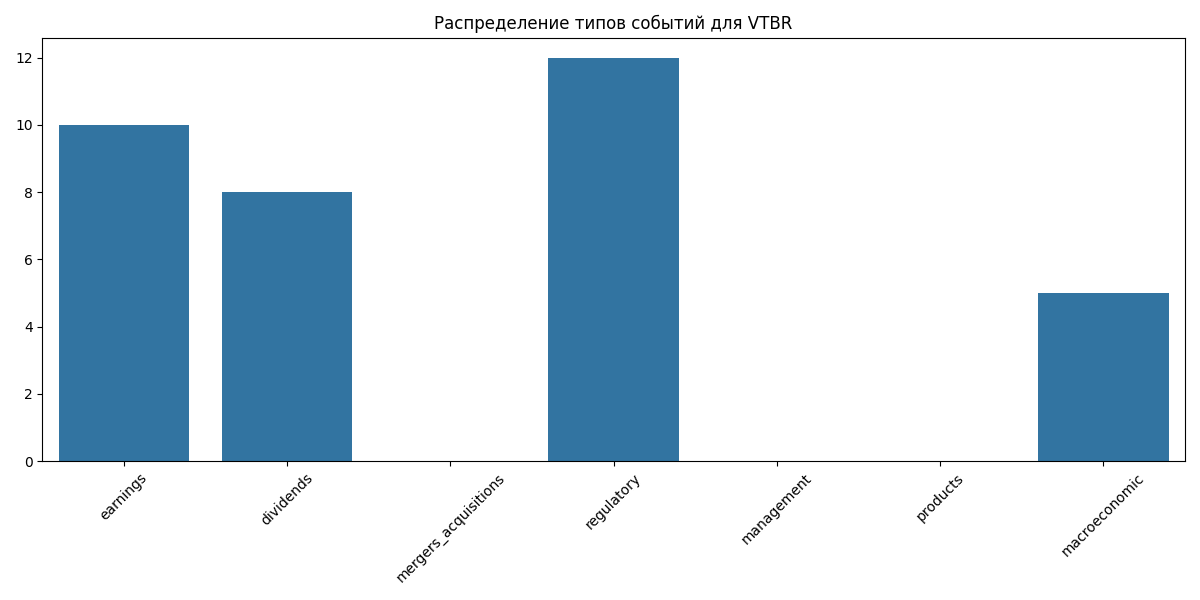 Распределение типов событий для VTBR
12
10
8
6
4
2
0
earnings
dividends
mergers_acquisitions
regulatory
management
products
macroeconomic